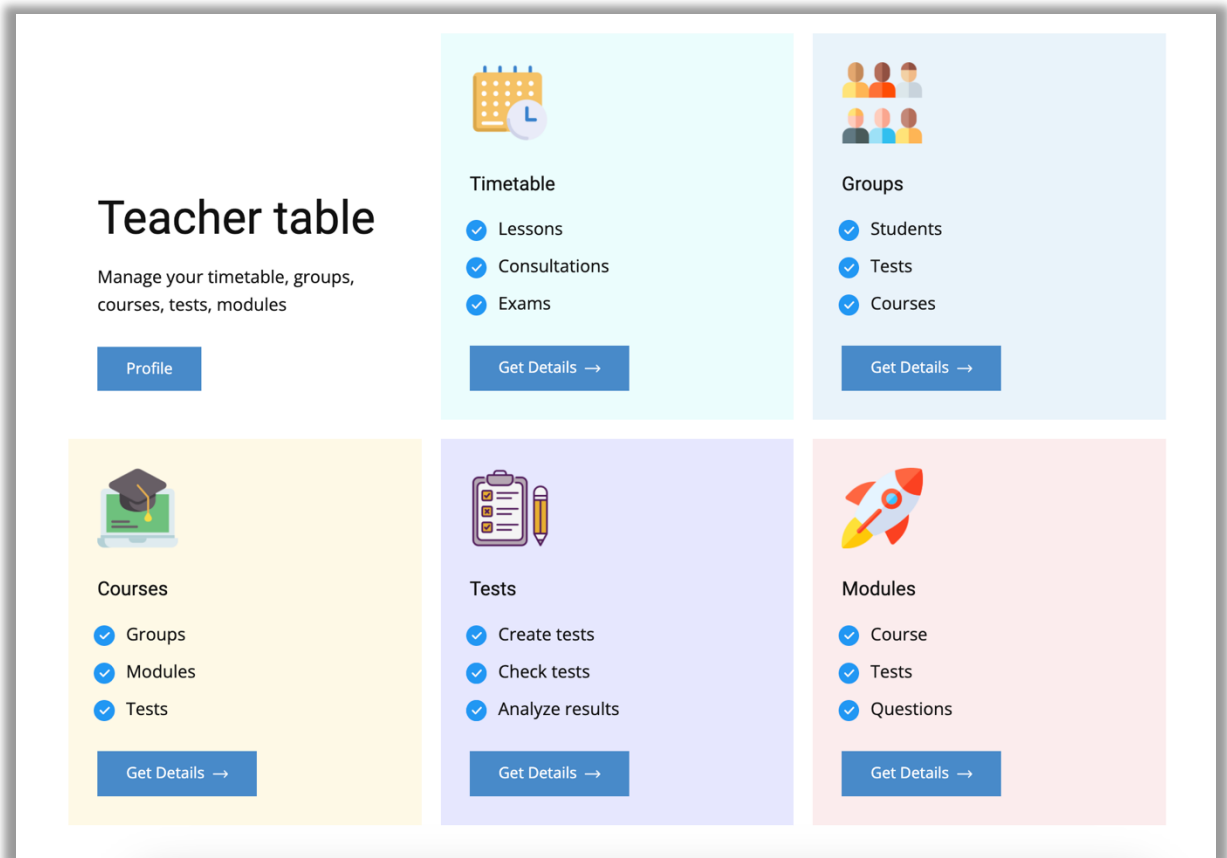 Teacher table
Manage your timetable, groups,
courses, tests, modules
Profile
Timetable
Lessons
Consultations
Exams
Get Details →
Groups
Students
Tests
Courses
Get Details →
Courses
Groups
Modules
Tests
Get Details →
Tests
Create tests
Check tests
Analyze results
Get Details →
Modules
Course
Tests
Questions
Get Details →